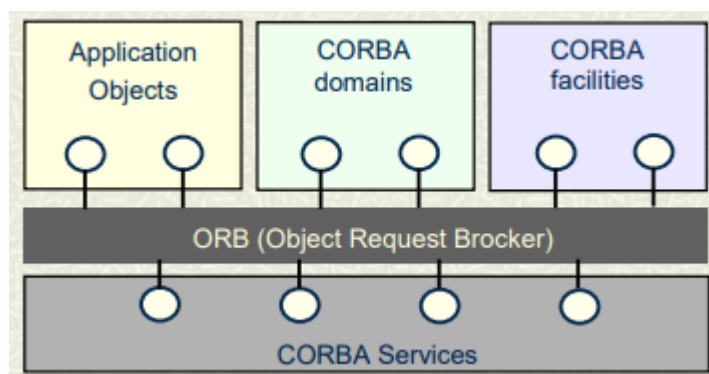 Application
Objects
CORBA
domains
CORBA
facilities
ORB (Object Request Brocker)
CORBA Services